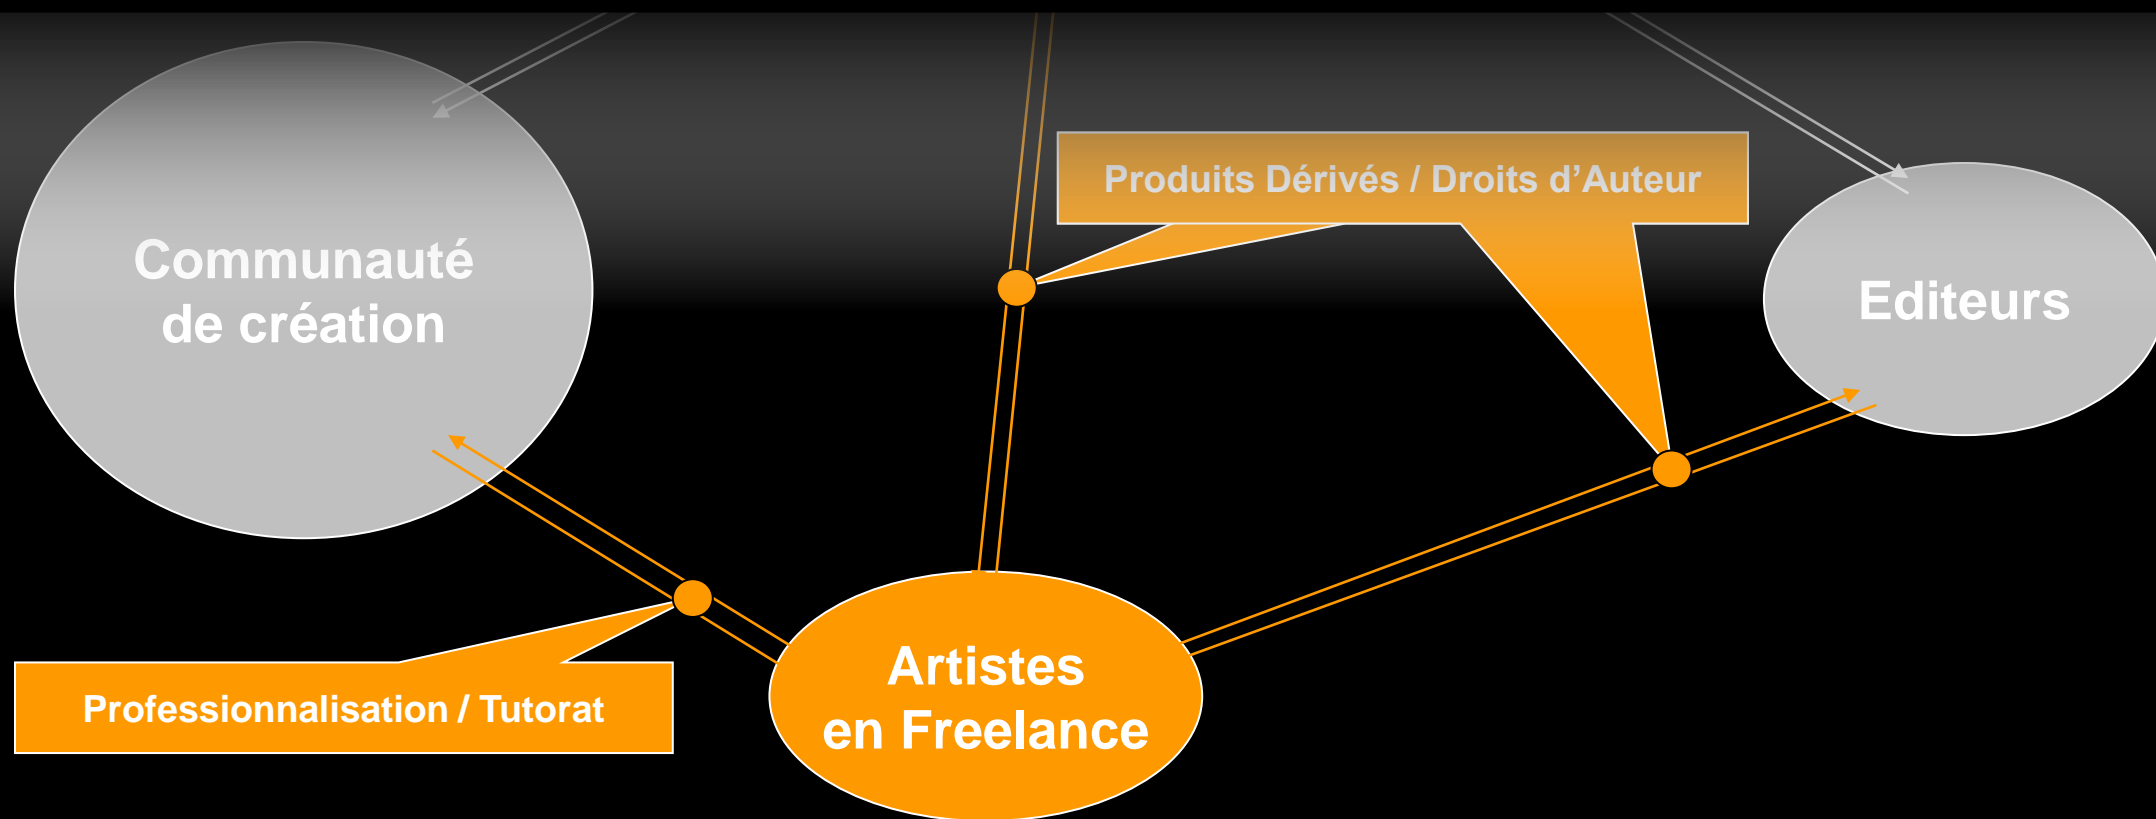 Produits Dérivés / Droits d’Auteur
Communauté
de création
Editeurs
Artistes
en Freelance
Professionnalisation / Tutorat